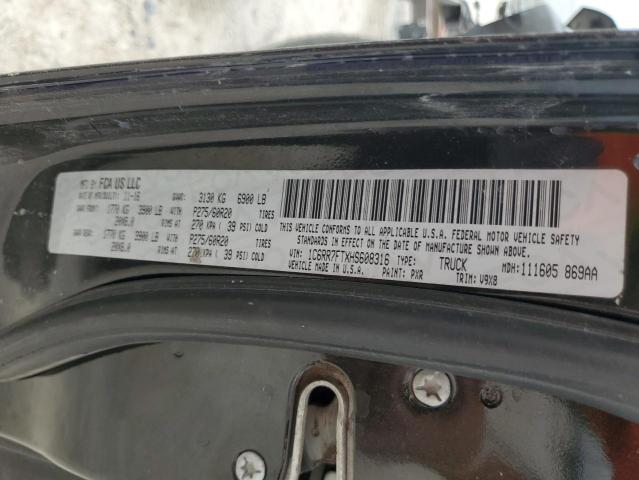 MFD BY FCA US LLC
DATE OF MFR 11-16 GVWR: 3130 KG 6900 LB
GAWR FRONT: 1770 KG 3900 LB WITH P275/60R20 TIRES
20X8.0 RIMS AT 270 KPA ( 39 PSI) COLD
GAWR REAR: 1770 KG 3900 LB WITH P275/60R20 TIRES
20X8.0 RIMS AT 270 KPA ( 39 PSI) COLD
THIS VEHICLE CONFORMS TO ALL APPLICABLE U.S.A. FEDERAL MOTOR VEHICLE SAFETY
STANDARDS IN EFFECT ON THE DATE OF MANUFACTURE SHOWN ABOVE.
VIN: 1C6RR7FTXHS608316 TYPE: TRUCK MDH: 111605 869AA
VEHICLE MADE IN: U.S.A. PAINT: PXR TRIM: V9X8